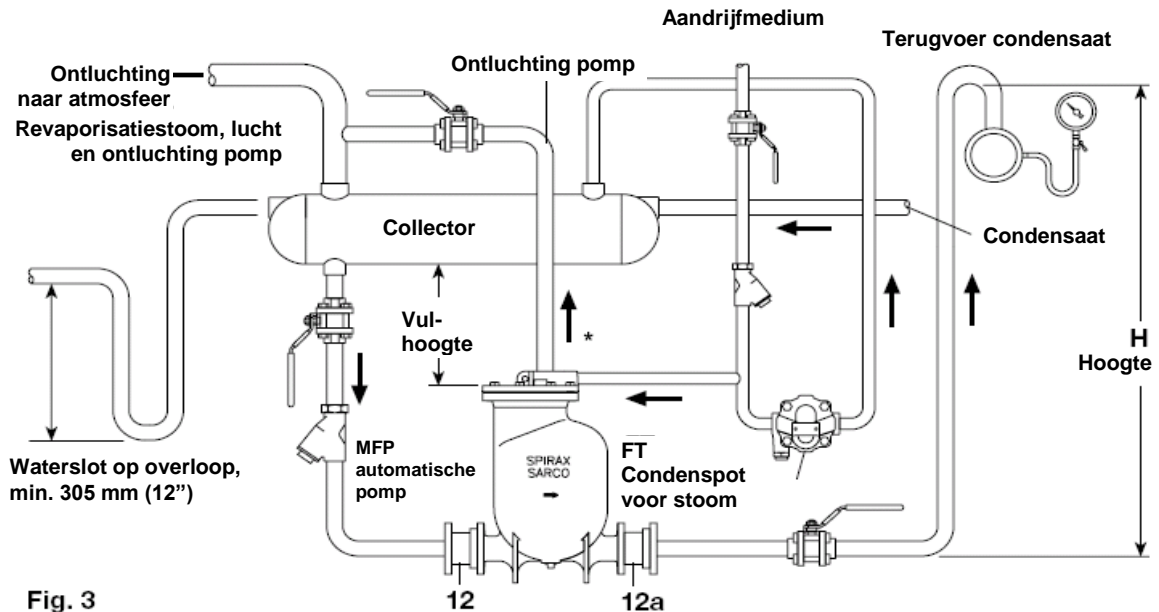 Aandrijfmedium
Terugvoer condensaat
Ontluchting
naar atmosfeer
Ontluchting pomp
Revaporisatiestoom, lucht
en ontluchting pomp
Collector
Condensaat
Vul-
hoogte
*
H
Hoogte
Waterslot op overloop,
min. 305 mm (12”)
MFP
automatische
pomp
SPIRAX
SARCO
FT
Condenspot
voor stoom
Fig. 3
12
12a